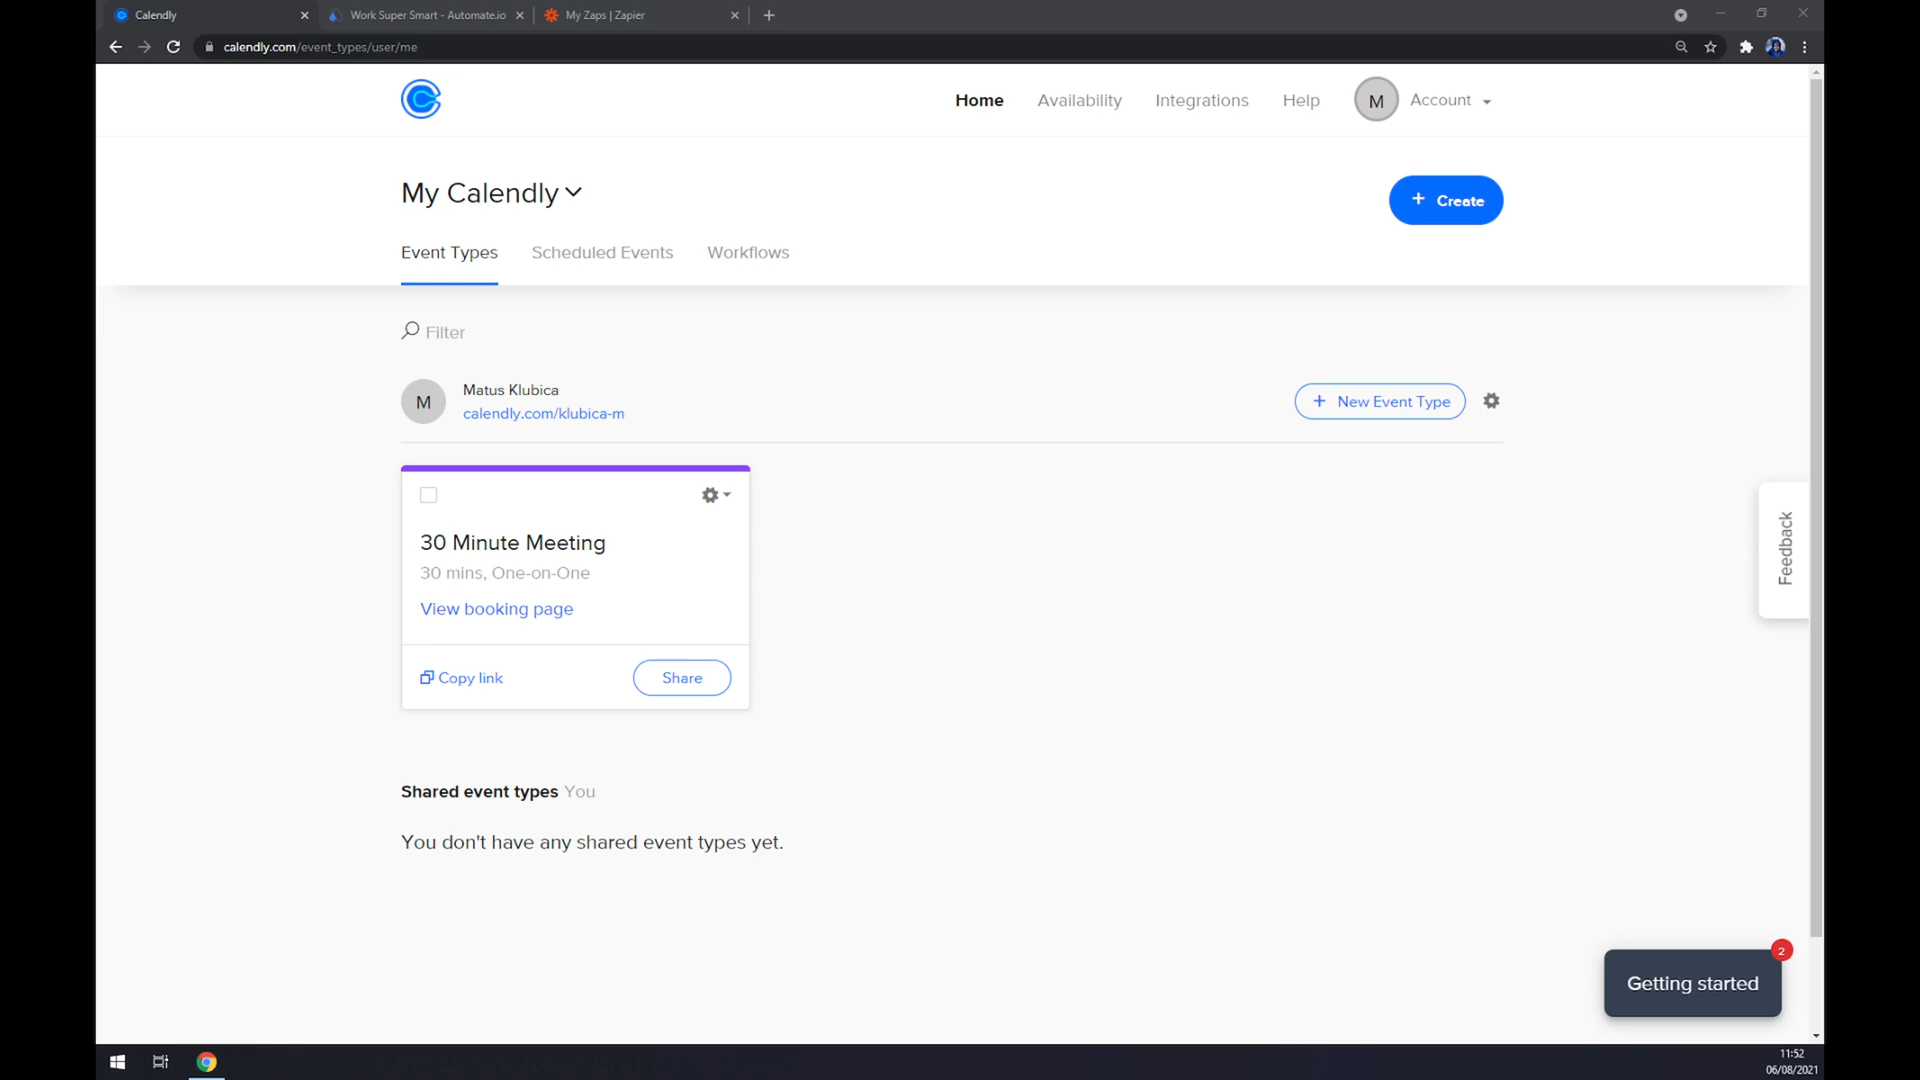 Calendly
Work Super Smart - Automate.io
My Zaps | Zapier
calendly.com/event_types/user/me
Home
Availability
Integrations
Help
M
Account
My Calendly
+ Create
Event Types
Scheduled Events
Workflows
Filter
M
Matus Klubica
calendly.com/klubica-m
+ New Event Type
30 Minute Meeting
30 mins, One-on-One
View booking page
Copy link
Share
Feedback
Shared event types You
You don't have any shared event types yet.
2
Getting started
11:52
06/08/2021